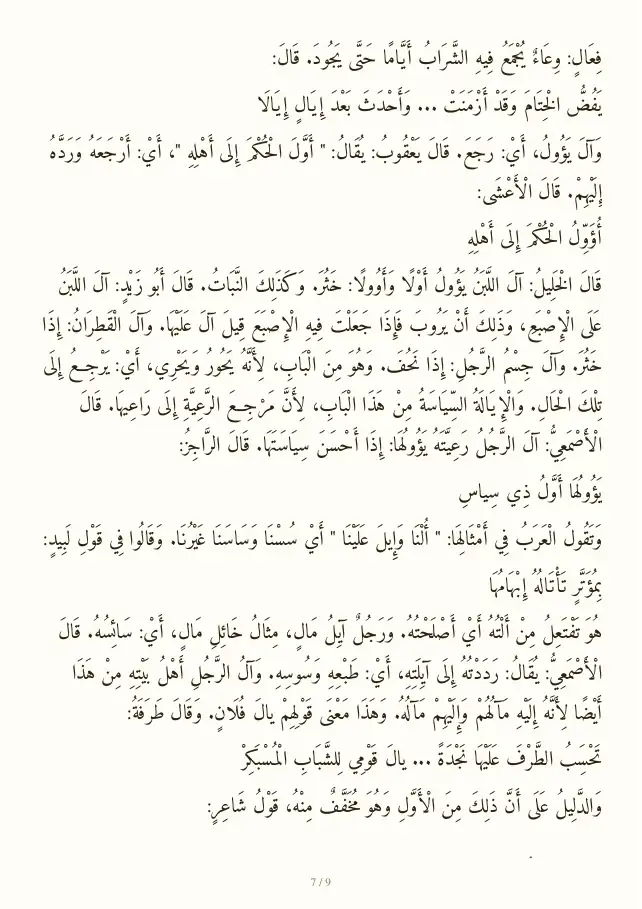 فِعَالٍ: وِعَاءٌ يُجْمَعُ فِيهِ الشَّرَابُ أَيَّامًا حَتَّى يَجُودَ. قَالَ:
يَفُضُّ الْخِتَامَ وَقَدْ أَزْمَنَتْ ... وَأَحْدَثَ بَعْدَ إِيَالٍ إِيَالَا
وَآلَ يَؤُولُ، أَيْ: رَجَعَ. قَالَ يَعْقُوبُ: يُقَالُ: " أَوَّلَ الْحُكْمَ إِلَى أَهْلِهِ "، أَيْ: أَرْجَعَهُ وَرَدَّهُ
إِلَيْهِمْ. قَالَ الْأَعْشَى:
أُؤَوِّلُ الْحُكْمَ إِلَى أَهْلِهِ
قَالَ الْخَلِيلُ: آلَ اللَّبَنُ يَؤُولُ أَوْلًا وَأُوولًا: خَثُرَ. وَكَذَلِكَ النَّبَاتُ. قَالَ أَبُو زَيْدٍ: آلَ اللَّبَنُ
عَلَى الْإِصْبَعِ، وَذَلِكَ أَنْ يَرُوبَ فَإِذَا جَعَلْتَ فِيهِ الْإِصْبَعَ قِيلَ آلَ عَلَيْهَا. وَآلَ الْقَطِرَانُ: إِذَا
خَثُرَ. وَآلَ جِسْمُ الرَّجُلِ: إِذَا نَحُفَ. وَهُوَ مِنَ الْبَابِ، لِأَنَّهُ يَحُورُ وَيَحْرِي، أَيْ: يَرْجِعُ إِلَى
تِلْكَ الْحَالِ. وَالْإِيَالَةُ السِّيَاسَةُ مِنْ هَذَا الْبَابِ، لِأَنَّ مَرْجِعَ الرَّعِيَّةِ إِلَى رَاعِيهَا. قَالَ
الْأَصْمَعِيُّ: آلَ الرَّجُلُ رَعِيَّتَهُ يَؤُولُهَا: إِذَا أَحْسَنَ سِيَاسَتَهَا. قَالَ الرَّاجِزُ:
يَؤُولُهَا أَوَّلُ ذِي سِيَاسِ
وَتَقُولُ الْعَرَبُ فِي أَمْثَالِهَا: " أُلْنَا وَإِيلَ عَلَيْنَا " أَيْ سُسْنَا وَسَاسَنَا غَيْرُنَا. وَقَالُوا فِي قَوْلِ لَبِيدٍ:
بِمُؤَتَّرٍ تَأْتَالُهُ إِبْهَامُهَا
هُوَ تَفْتَعِلُ مِنْ أَلْتُهُ أَيْ أَصْلَحْتُهُ. وَرَجُلٌ آيِلُ مَالٍ، مِثَالُ خَائِلِ مَالٍ، أَيْ: سَائِسُهُ. قَالَ
الْأَصْمَعِيُّ: يُقَالُ: رَدَدْتُهُ إِلَى آيِلَتِهِ، أَيْ: طَبْعِهِ وَسُوسِهِ. وَآلُ الرَّجُلِ أَهْلُ بَيْتِهِ مِنْ هَذَا
أَيْضًا لِأَنَّهُ إِلَيْهِ مَآلُهُمْ وَإِلَيْهِمْ مَآلُهُ. وَهَذَا مَعْنَى قَوْلِهِمْ يالَ فُلَانٍ. وَقَالَ طَرَفَةُ:
تَحْسَِبُ الطَّرْفَ عَلَيْهَا نَجْدَةً ... يالَ قَوْمِي لِلشَّبَابِ الْمُسْبَكِرْ
وَالدَّلِيلُ عَلَى أَنَّ ذَلِكَ مِنَ الْأَوَّلِ وَهُوَ مُخَفَّفٌ مِنْهُ، قَوْلُ شَاعِرٍ:
7 / 9